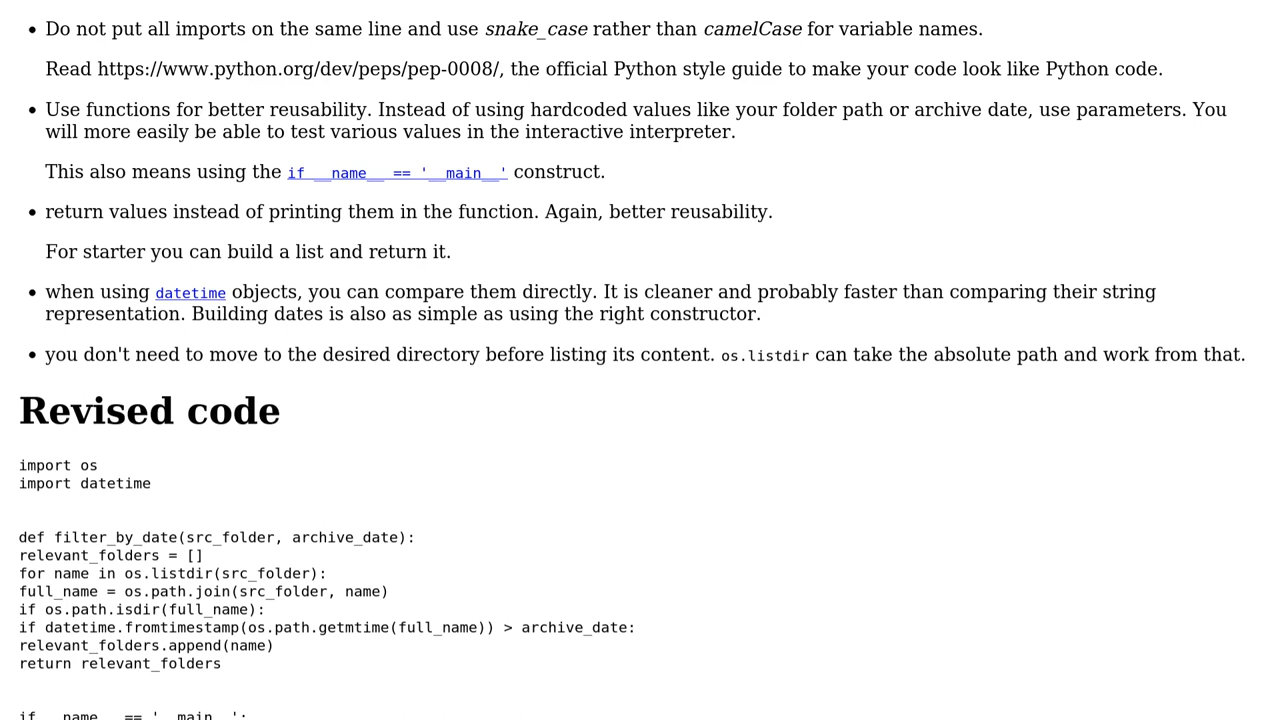 Do not put all imports on the same line and use snake_case rather than camelCase for variable names.
Read https://www.python.org/dev/peps/pep-0008/, the official Python style guide to make your code look like Python code.
Use functions for better reusability. Instead of using hardcoded values like your folder path or archive date, use parameters. You
will more easily be able to test various values in the interactive interpreter.
This also means using the if __name__ == '__main__' construct.
return values instead of printing them in the function. Again, better reusability.
For starter you can build a list and return it.
when using datetime objects, you can compare them directly. It is cleaner and probably faster than comparing their string
representation. Building dates is also as simple as using the right constructor.
you don't need to move to the desired directory before listing its content. os.listdir can take the absolute path and work from that.
Revised code
import os
import datetime
def filter_by_date(src_folder, archive_date):
relevant_folders = []
for name in os.listdir(src_folder):
full_name = os.path.join(src_folder, name)
if os.path.isdir(full_name):
if datetime.fromtimestamp(os.path.getmtime(full_name)) > archive_date:
relevant_folders.append(name)
return relevant_folders
if __name__ == '__main__':